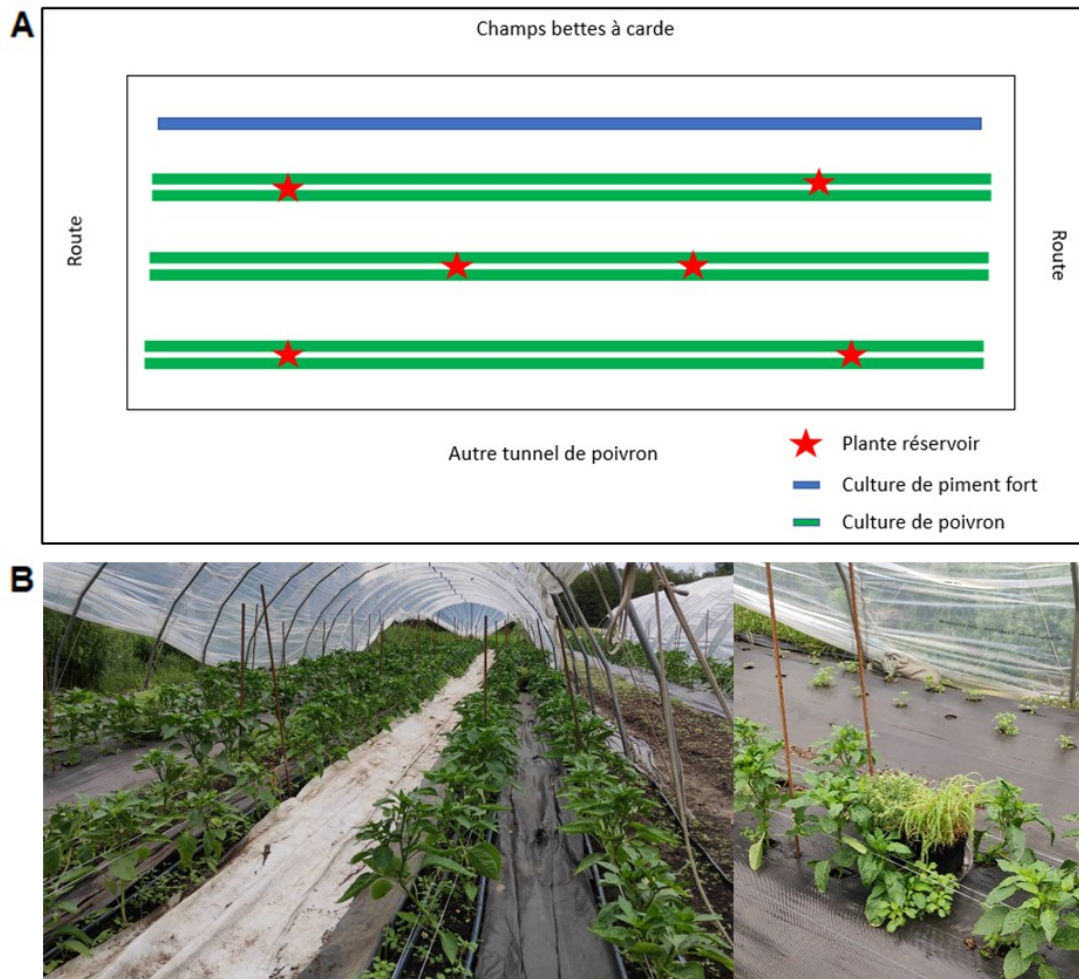 A
Champs bettes à carde
Route
Route
Autre tunnel de poivron
Plante réservoir
Culture de piment fort
Culture de poivron
B